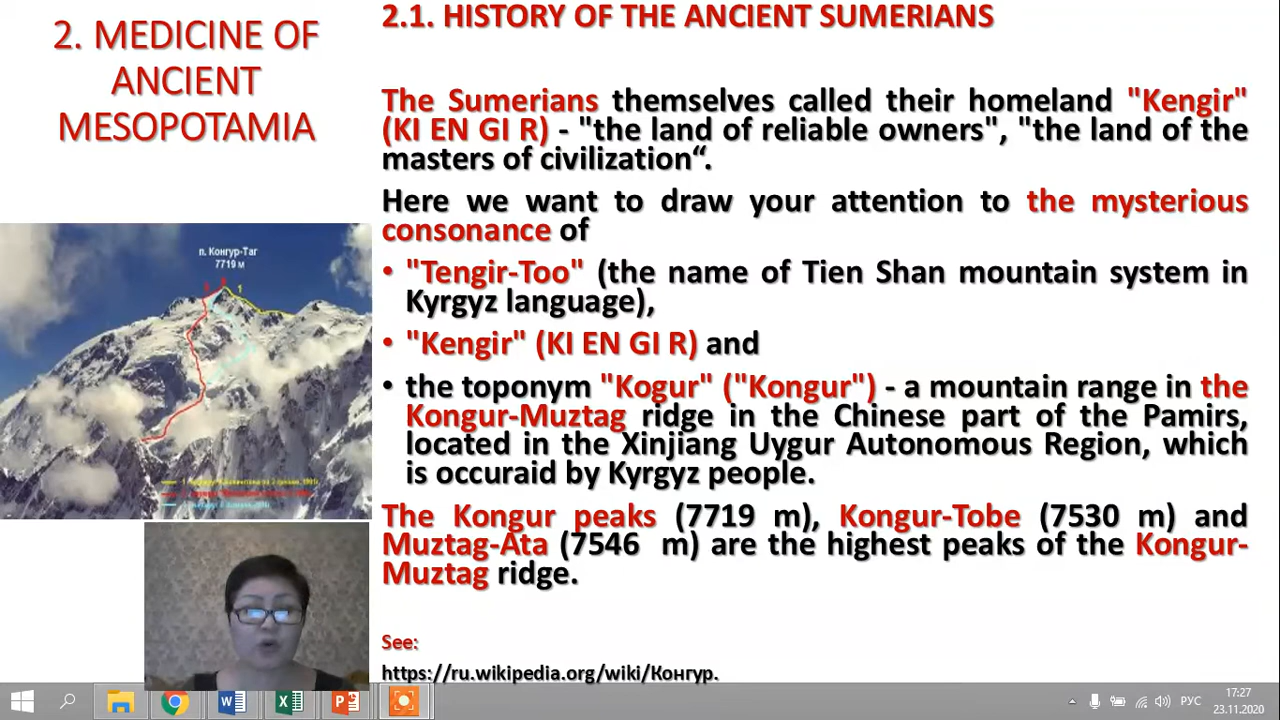 2. MEDICINE OF
ANCIENT
MESOPOTAMIA
2.1. HISTORY OF THE ANCIENT SUMERIANS
The Sumerians themselves called their homeland "Kengir"
(KI EN GI R) - "the land of reliable owners", "the land of the
masters of civilization“.
Here we want to draw your attention to the mysterious
consonance of
• "Tengir-Too" (the name of Tien Shan mountain system in
Kyrgyz language),
• "Kengir" (KI EN GI R) and
• the toponym "Kogur" ("Kongur") - a mountain range in the
Kongur-Muztag ridge in the Chinese part of the Pamirs,
located in the Xinjiang Uygur Autonomous Region, which
is occuraid by Kyrgyz people.
The Kongur peaks (7719 m), Kongur-Tobe (7530 m) and
Muztag-Ata (7546 m) are the highest peaks of the Kongur-
Muztag ridge.
See:
https://ru.wikipedia.org/wiki/Конгур.
п. Конгур-Таг
7719 м
1
РУС
17:27
23.11.2020